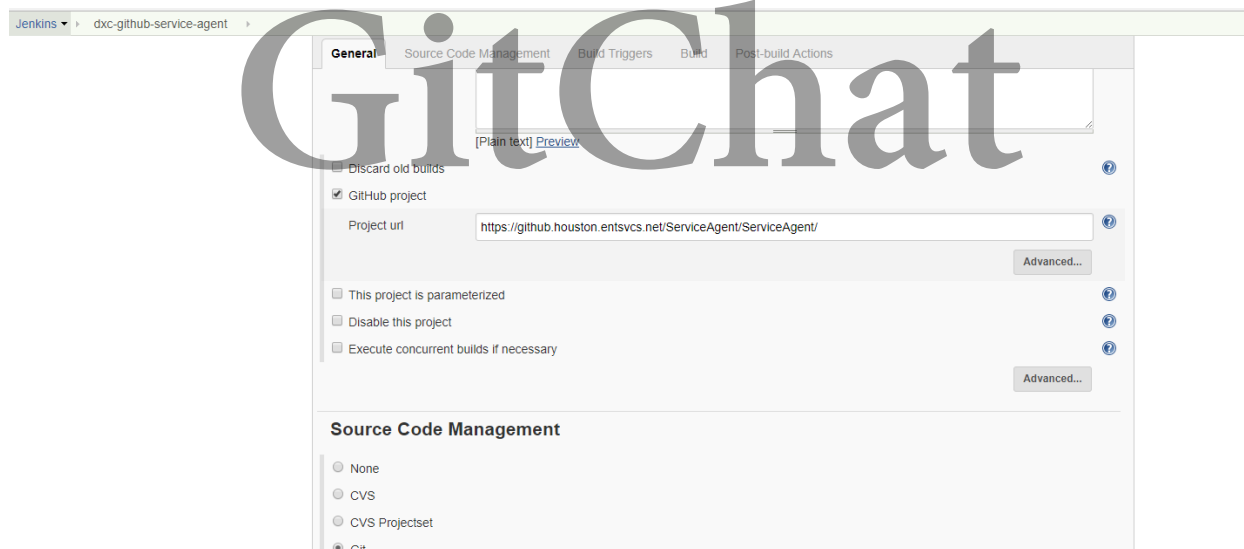 Jenkins dxc-github-service-agent
GitChat
General Source Code Management Build Triggers Build Post-build Actions
[Plain text] Preview
Discard old builds
GitHub project
Project url https://github.houston.entsvcs.net/ServiceAgent/ServiceAgent/
Advanced...
This project is parameterized
Disable this project
Execute concurrent builds if necessary
Advanced...
Source Code Management
None
CVS
CVS Projectset
Git